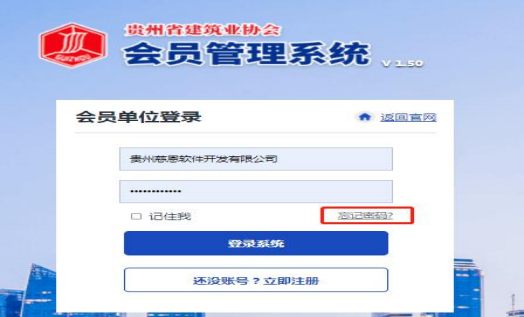 贵州省建筑业协会
会员管理系统 V 1.50
会员单位登录
返回官网
贵州慈恩软件开发有限公司
••••••••••••
记住我
忘记密码?
登录系统
还没账号？立即注册